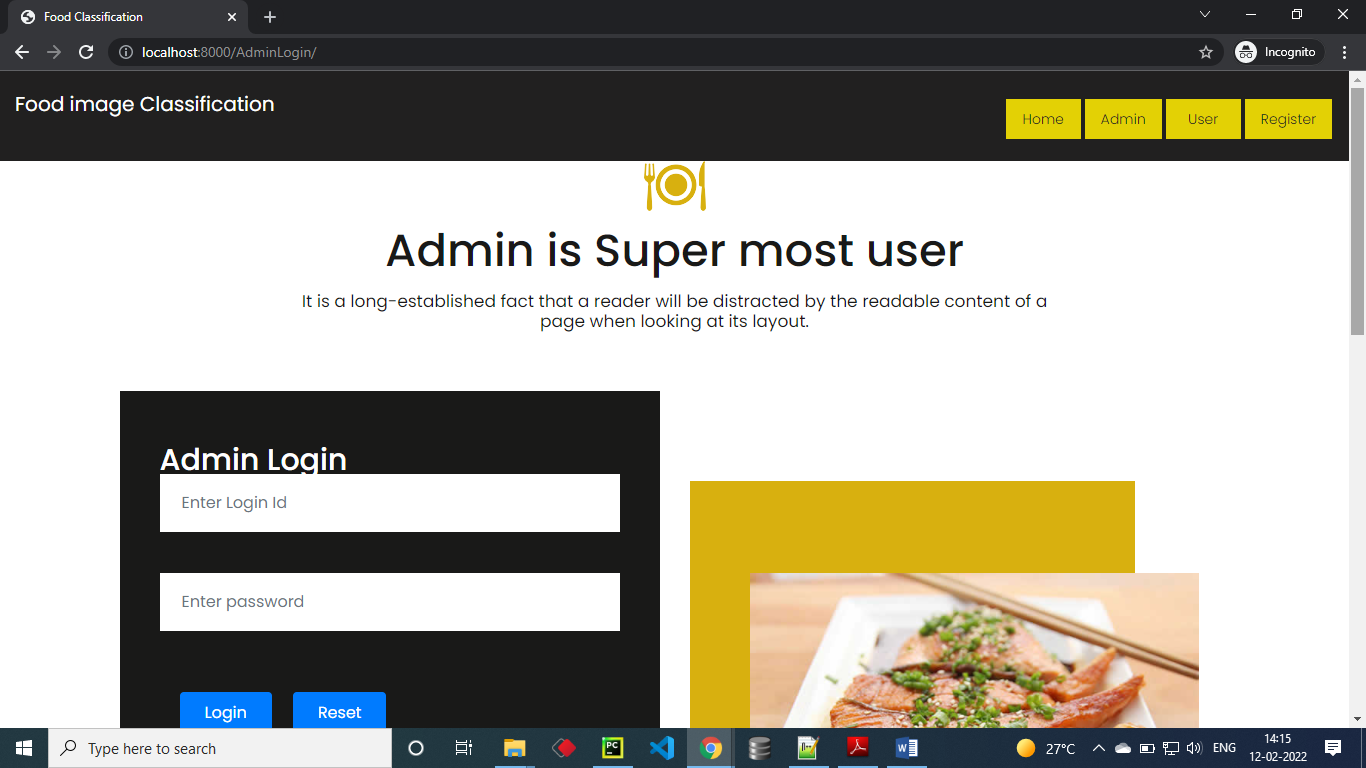 Food Classification
localhost:8000/AdminLogin/
Incognito
Food image Classification
Home
Admin
User
Register
Admin is Super most user
It is a long-established fact that a reader will be distracted by the readable content of a
page when looking at its layout.
Admin Login
Enter Login Id
Enter password
Login
Reset
Type here to search
PC
27°C
ENG
14:15
12-02-2022